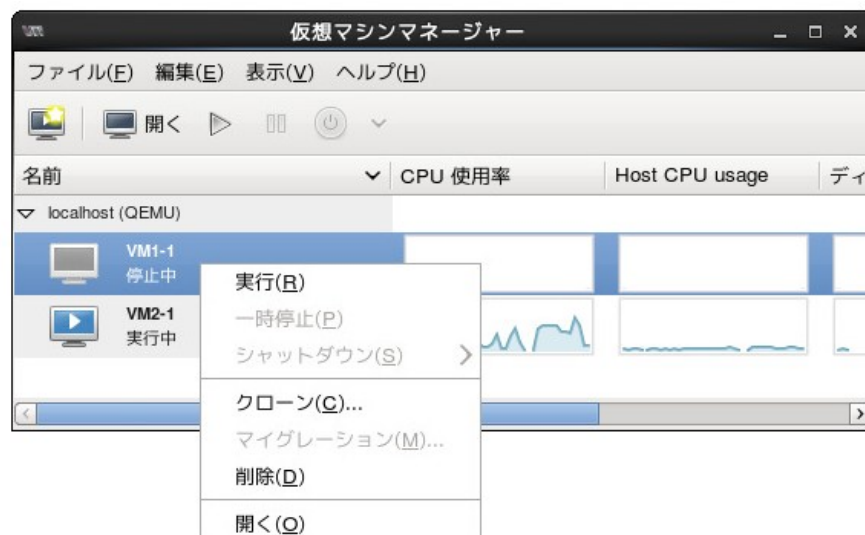 仮想マシンマネージャー
ファイル(F) 編集(E) 表示(V) ヘルプ(H)
開く
名前 CPU 使用率 Host CPU usage ディ
localhost (QEMU)
VM1-1
停止中
VM2-1
実行中
実行(R)
一時停止(P)
シャットダウン(S)
クローン(C)...
マイグレーション(M)...
削除(D)
開く(O)